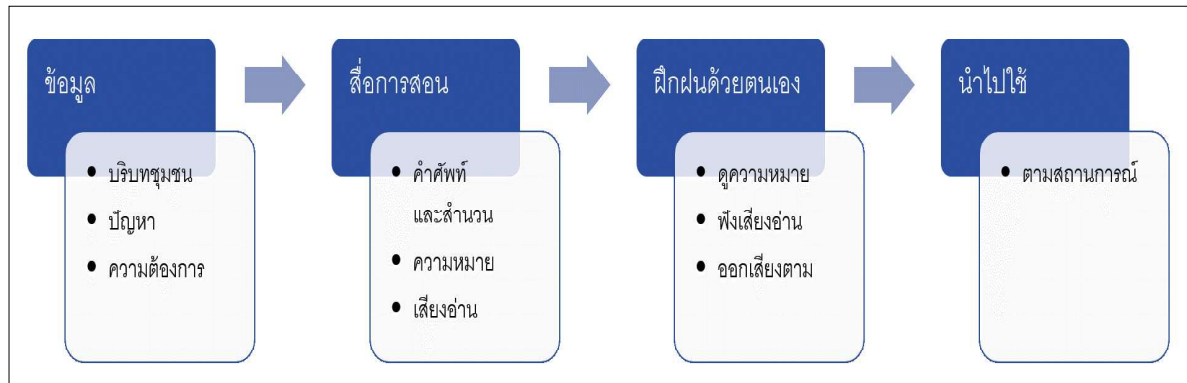 ข้อมูล
• บริบทชุมชน
• ปัญหา
• ความต้องการ
สื่อการสอน
• คำศัพท์
และสำนวน
• ความหมาย
• เสียงอ่าน
ฝึกฝนด้วยตนเอง
• ดูความหมาย
• ฟังเสียงอ่าน
• ออกเสียงตาม
นำไปใช้
• ตามสถานการณ์